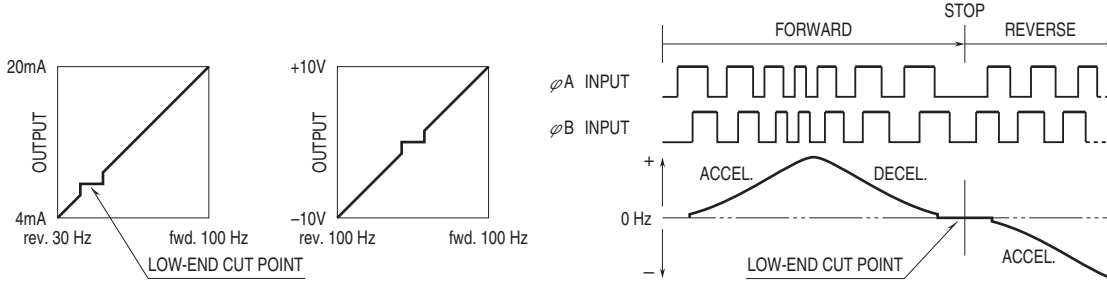 20mA
OUTPUT
4mA
rev. 30 Hz
fwd. 100 Hz
LOW-END CUT POINT
+10V
OUTPUT
–10V
rev. 100 Hz
fwd. 100 Hz
STOP
FORWARD
REVERSE
φA INPUT
φB INPUT
+
ACCEL.
DECEL.
0 Hz
LOW-END CUT POINT
ACCEL.
–